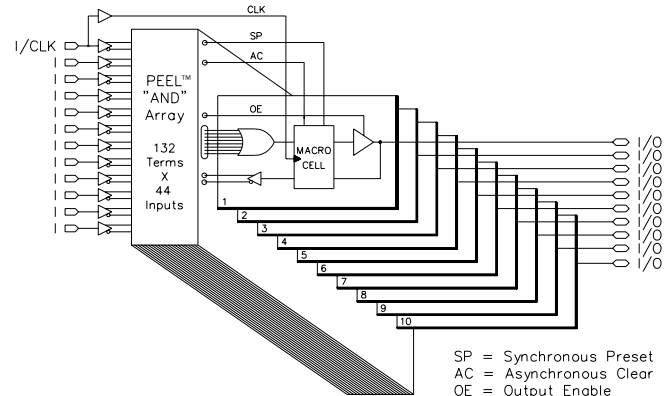 CLK
I/CLK
I
I
I
I
I
I
I
I
I
I
I
PEEL™
"AND"
Array
132
Terms
X
44
Inputs
SP
AC
OE
MACRO
CELL
1
2
3
4
5
6
7
8
9
10
I/O
I/O
I/O
I/O
I/O
I/O
I/O
I/O
I/O
I/O
SP = Synchronous Preset
AC = Asynchronous Clear
OE = Output Enable